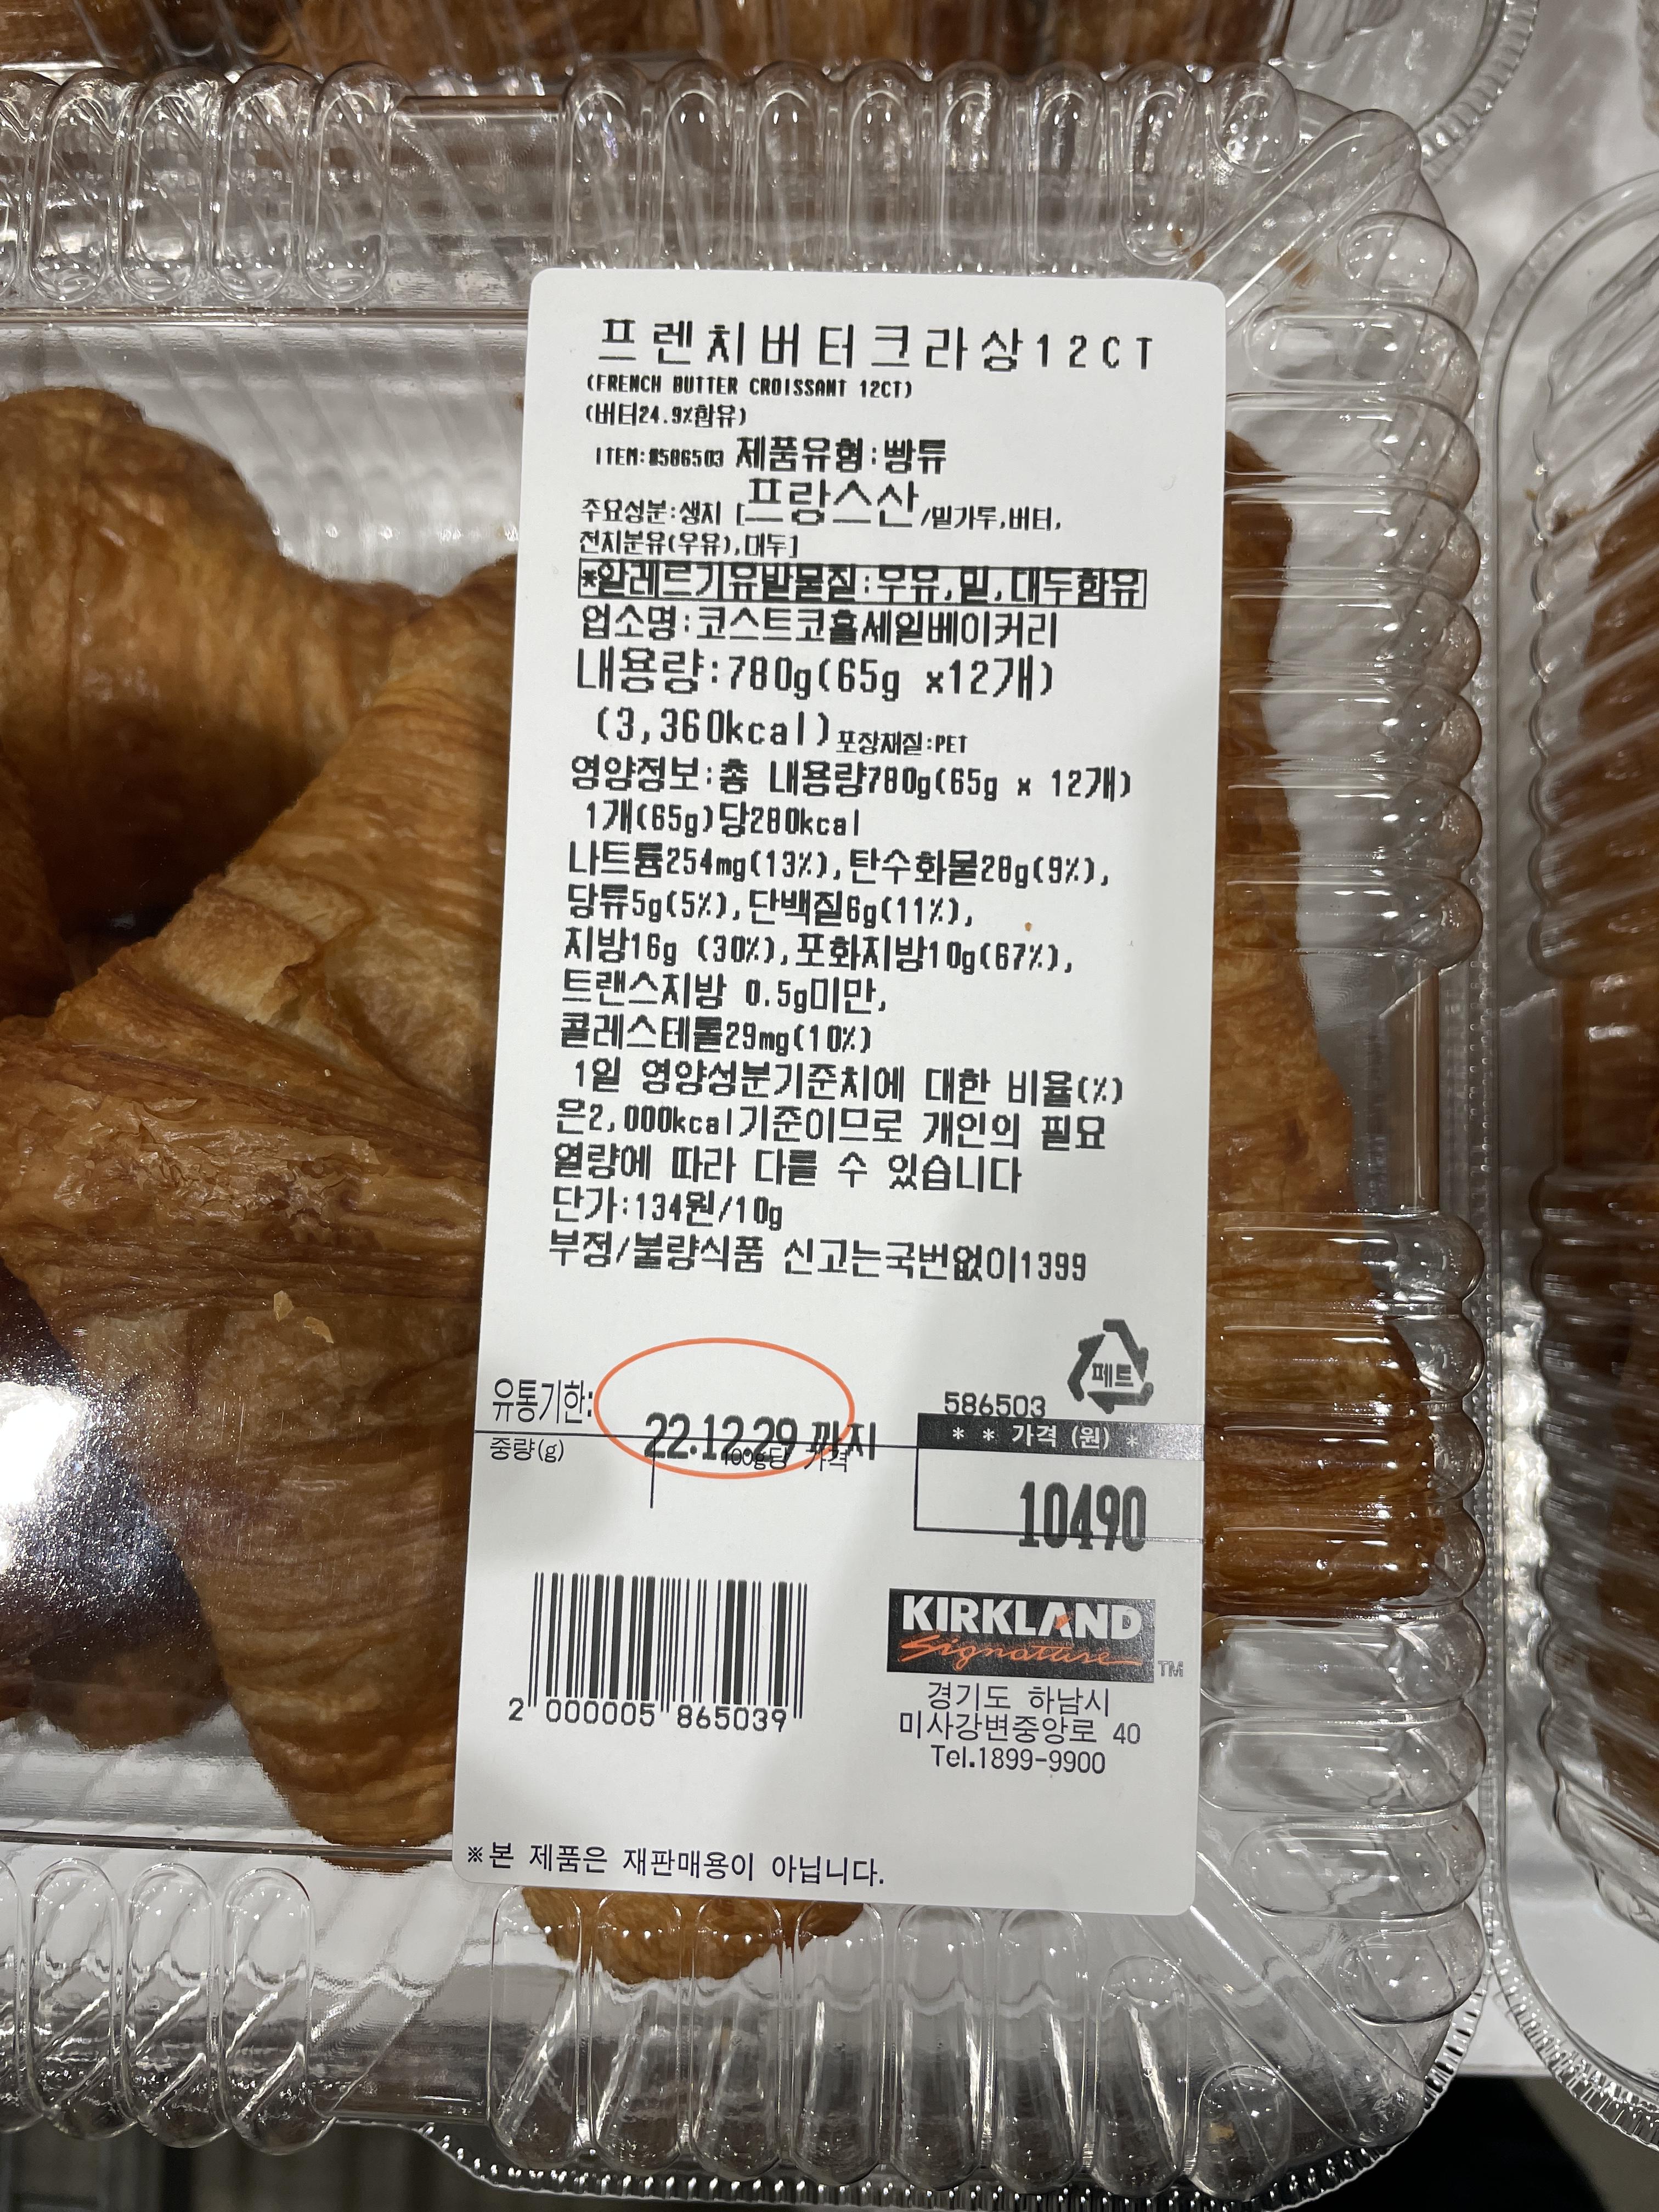 프렌치버터크라상12CT
(FRENCH BUTTER CROISSANT 12CT)
(버터24.9%함유)
ITEM:#586503 제품유형:빵류
주요성분:생지 [프랑스산/밀가루,버터,
전지분유(우유),대두]
*알레르기유발물질:우유,밀,대두함유
업소명:코스트코홀세일베이커리
내용량:780g(65g x12개)
(3,360kcal)포장재질:PET
영양정보:총 내용량780g(65g x 12개)
1개(65g)당280kcal
나트륨254mg(13%),탄수화물28g(9%),
당류5g(5%),단백질6g(11%),
지방16g (30%),포화지방10g(67%),
트랜스지방 0.5g미만,
콜레스테롤29mg(10%)
1일 영양성분기준치에 대한 비율(%)
은2,000kcal기준이므로 개인의 필요
열량에 따라 다를 수 있습니다
단가:134원/10g
부정/불량식품 신고는국번없이1399
페트
유통기한: 22.12.29 까지
586503
중량(g) 100g당 가격
* * 가격 (원) *
10490
2 000005 865039
KIRKLAND
Signature TM
경기도 하남시
미사강변중앙로 40
Tel.1899-9900
※본 제품은 재판매용이 아닙니다.